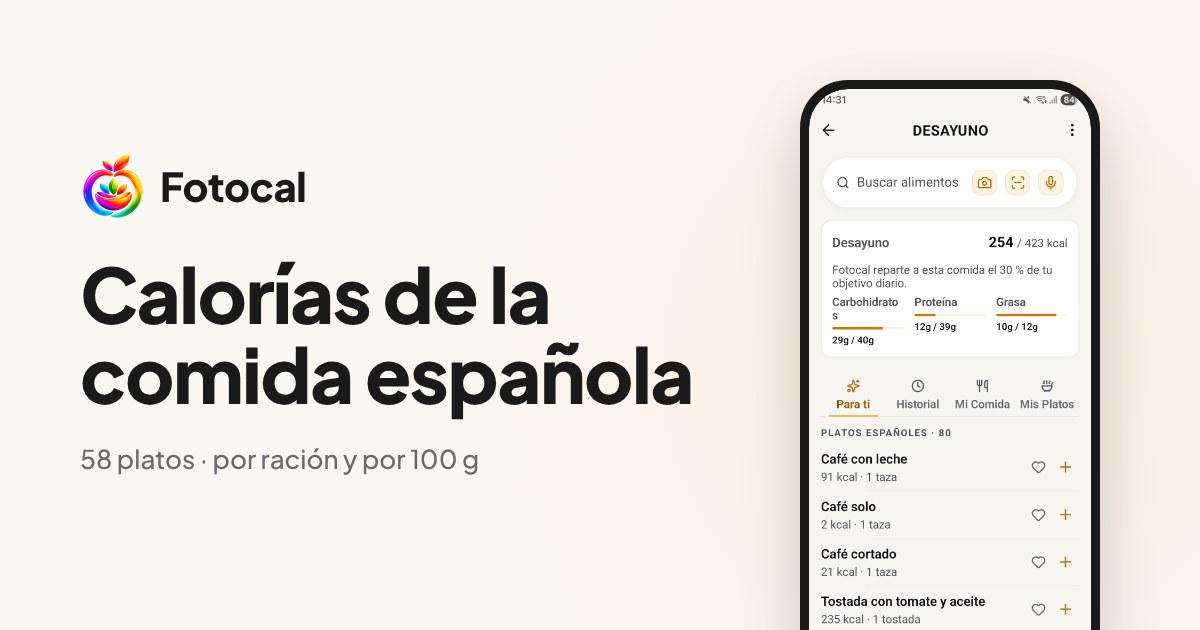 Fotocal
Calorías de la
comida española
58 platos · por ración y por 100 g
14:31
84
DESAYUNO
Buscar alimentos
Desayuno
254 / 423 kcal
Fotocal reparte a esta comida el 30 % de tu
objetivo diario.
Carbohidrato
s
29g / 40g
Proteína
12g / 39g
Grasa
10g / 12g
Para ti
Historial
Mi Comida
Mis Platos
PLATOS ESPAÑOLES · 80
Café con leche
91 kcal · 1 taza
Café solo
2 kcal · 1 taza
Café cortado
21 kcal · 1 taza
Tostada con tomate y aceite
235 kcal · 1 tostada